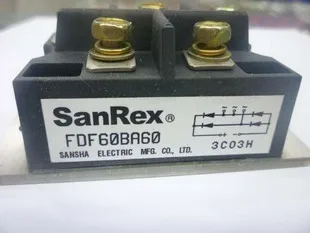 SanRex®
FDF60BA60
SANSHA ELECTRIC MFG. CO., LTD.
~ ~ ~
+ -
3C03H